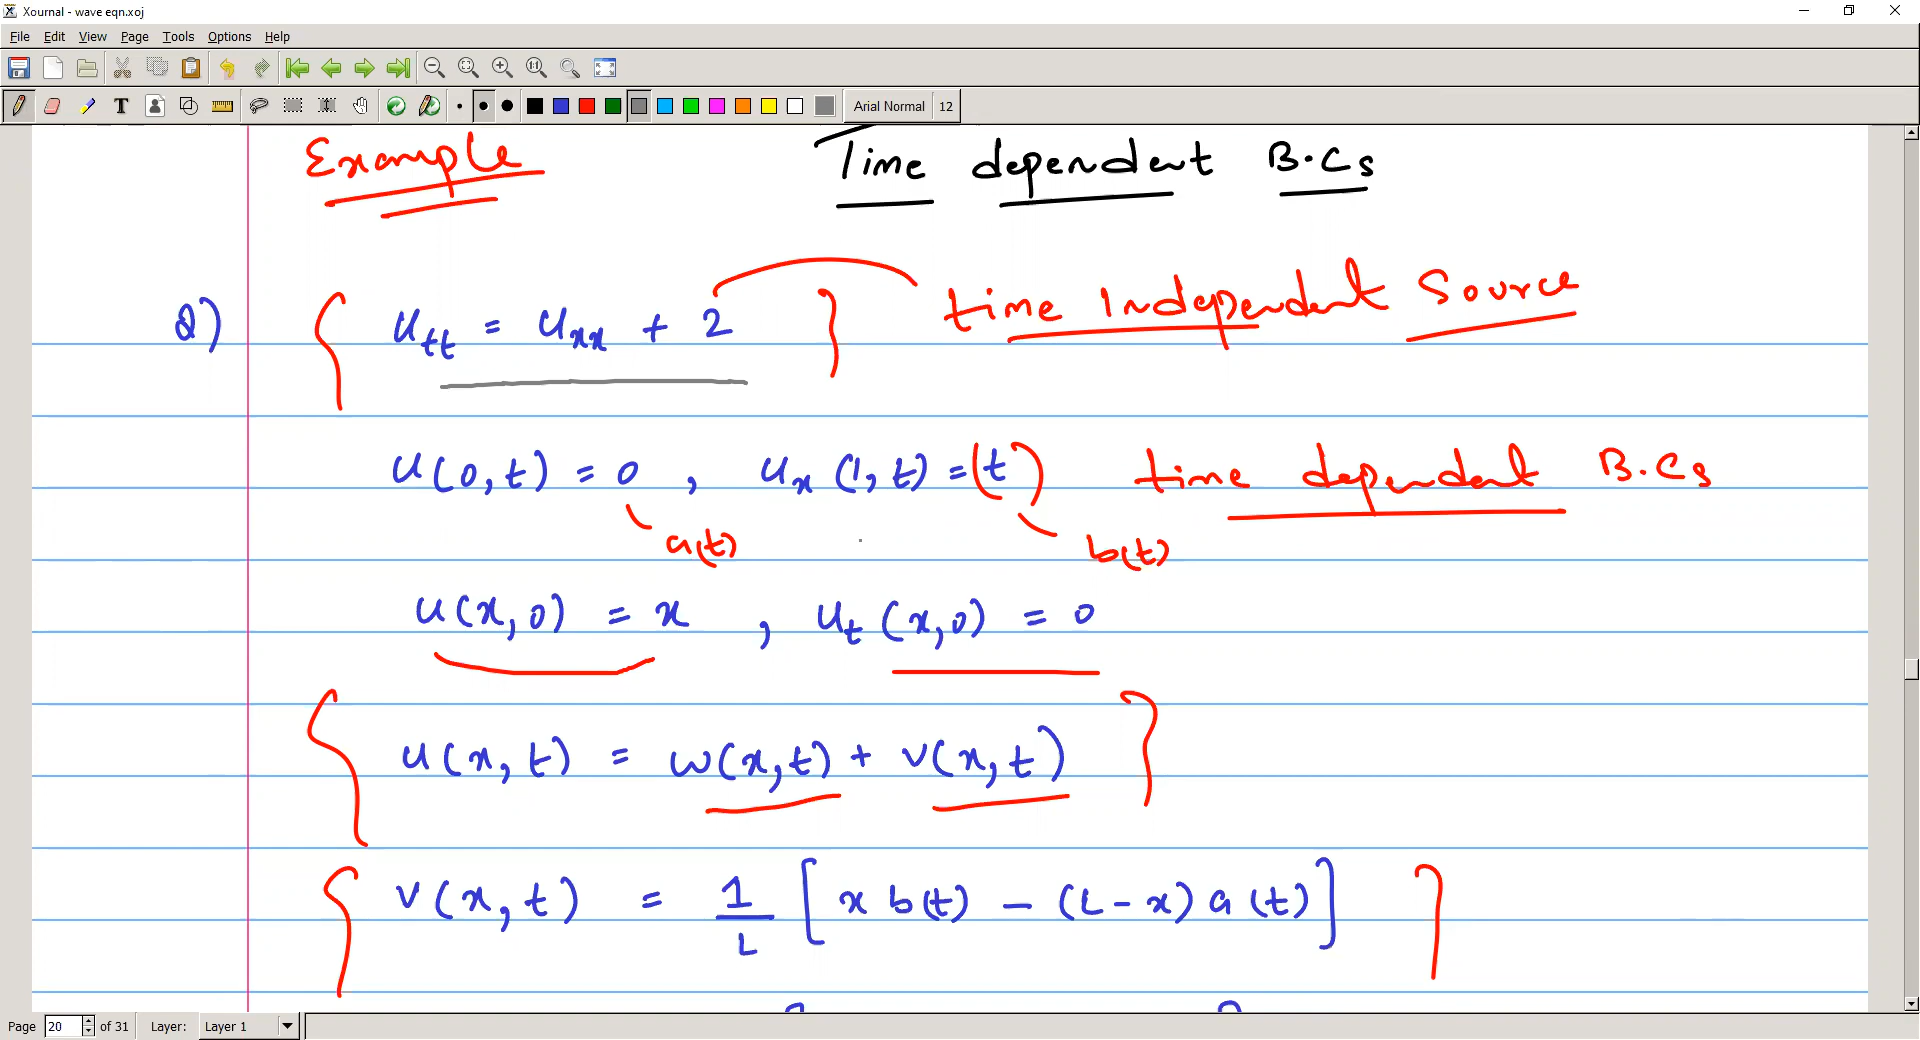 Xournal - wave eqn.xoj
File Edit View Page Tools Options Help
T Arial Normal 12
Example Time dependent B.Cs
Q) u_tt = u_xx + 2 time Independent Source
u(0,t) = 0 , u_x(1,t) = (t) time dependent B.Cs
a(t) b(t)
u(x,0) = x , u_t(x,0) = 0
u(x,t) = w(x,t) + v(x,t)
v(x,t) = 1/L [x b(t) - (L-x) a(t)]
Page 20 of 31 Layer: Layer 1